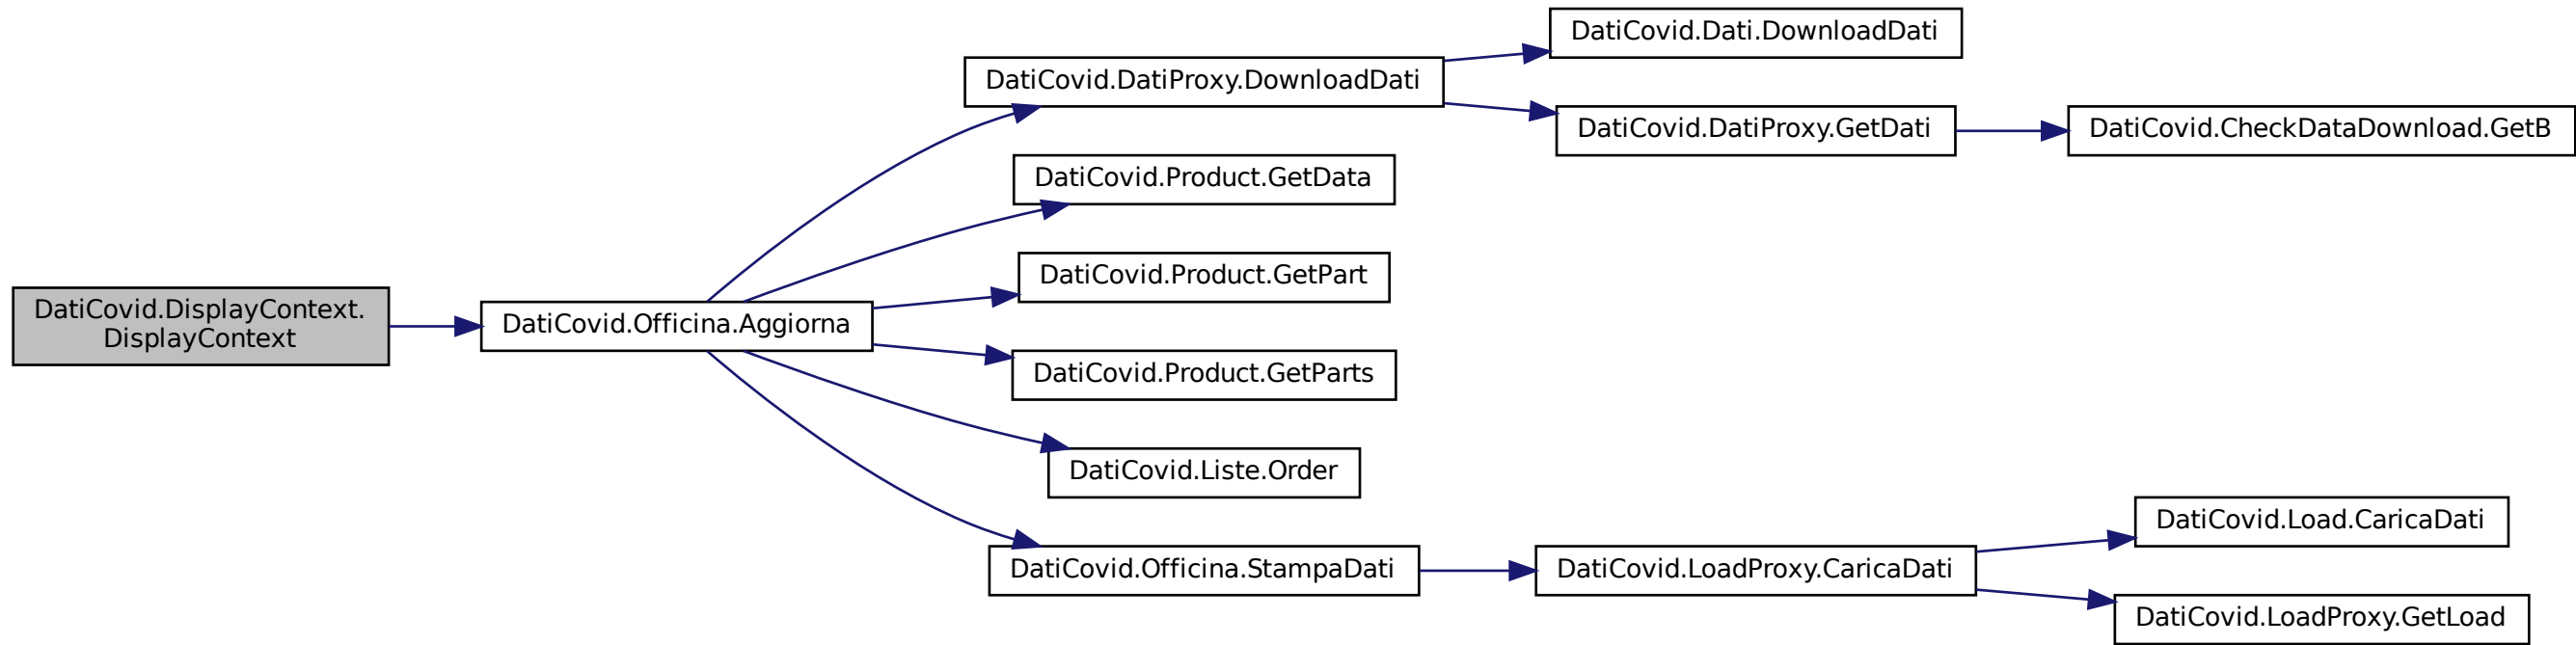 DatiCovid.DisplayContext.
DisplayContext
DatiCovid.Officina.Aggiorna
DatiCovid.DatiProxy.DownloadDati
DatiCovid.Dati.DownloadDati
DatiCovid.DatiProxy.GetDati
DatiCovid.CheckDataDownload.GetB
DatiCovid.Product.GetData
DatiCovid.Product.GetPart
DatiCovid.Product.GetParts
DatiCovid.Liste.Order
DatiCovid.Officina.StampaDati
DatiCovid.LoadProxy.CaricaDati
DatiCovid.Load.CaricaDati
DatiCovid.LoadProxy.GetLoad